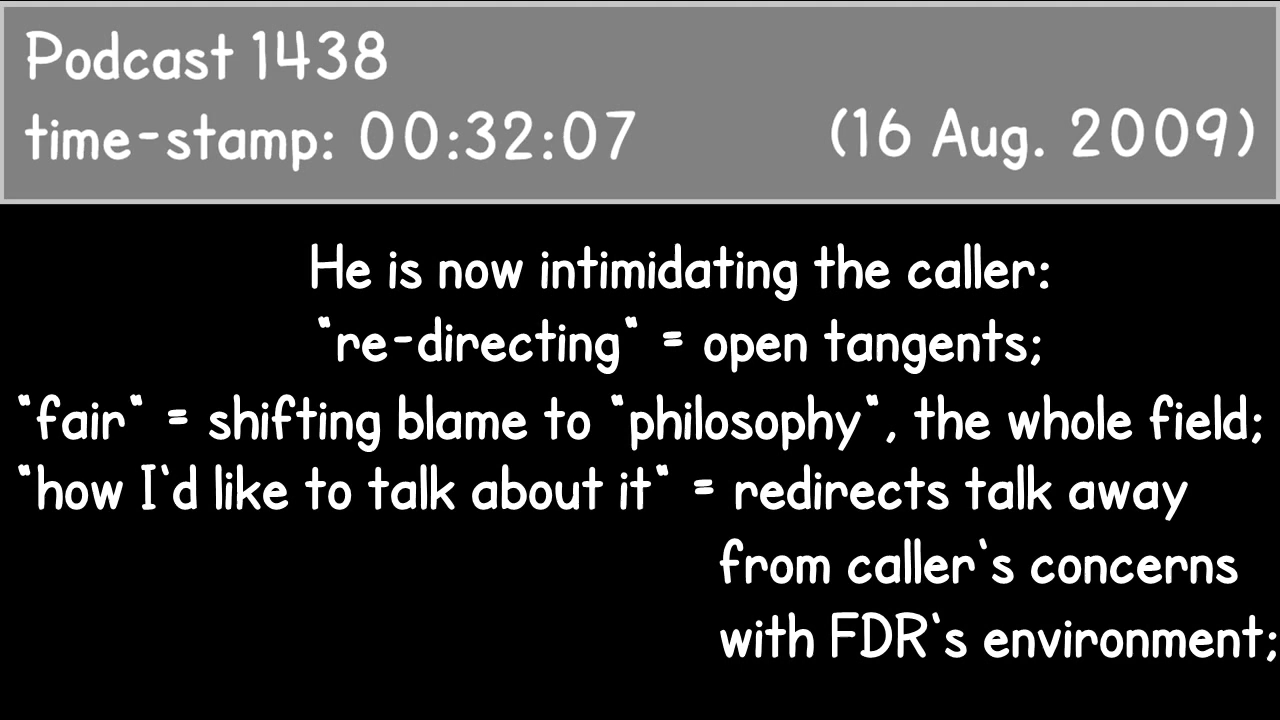 Podcast 1438
time-stamp: 00:32:07 (16 Aug. 2009)
He is now intimidating the caller:
"re-directing" = open tangents;
"fair" = shifting blame to "philosophy", the whole field;
"how I'd like to talk about it" = redirects talk away
from caller's concerns
with FDR's environment;